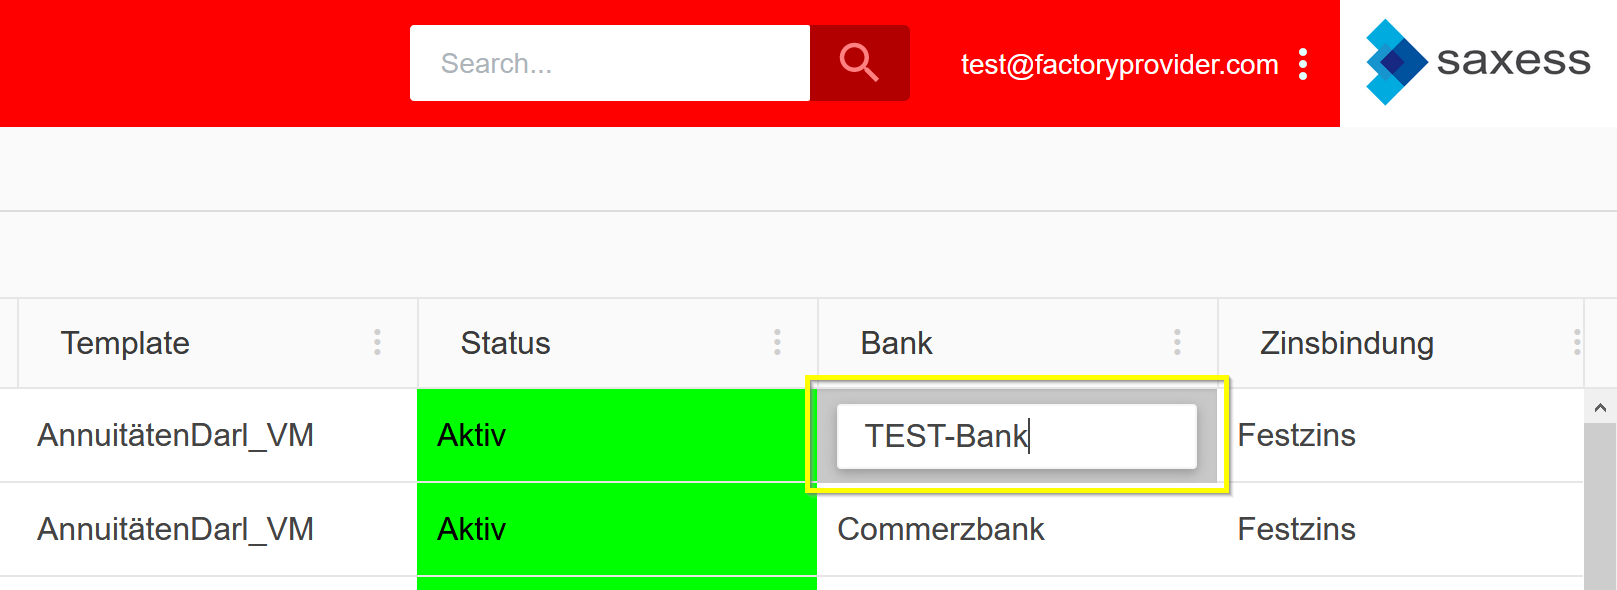 Search...
test@factoryprovider.com
saxess
Template Status Bank Zinsbindung
AnnuitätenDarl_VM Aktiv TEST-Bank Festzins
AnnuitätenDarl_VM Aktiv Commerzbank Festzins